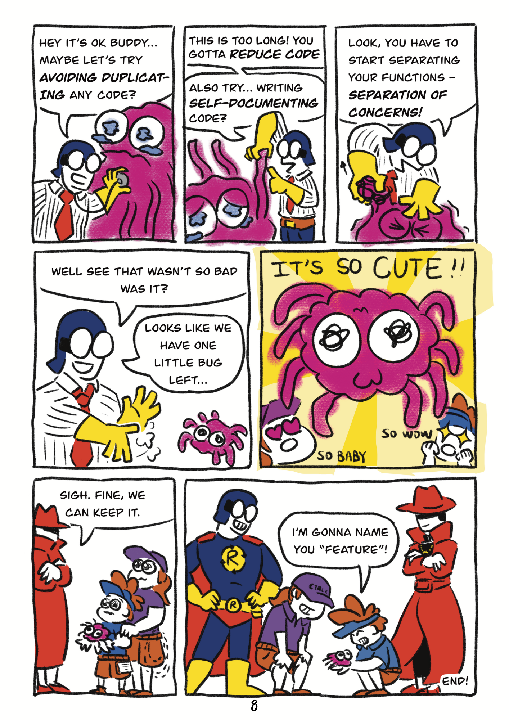 HEY IT'S OK BUDDY...
MAYBE LET'S TRY
AVOIDING DUPLICAT-
ING ANY CODE?
THIS IS TOO LONG! YOU
GOTTA REDUCE CODE
ALSO TRY... WRITING
SELF-DOCUMENTING
CODE?
LOOK, YOU HAVE TO
START SEPARATING
YOUR FUNCTIONS –
SEPARATION OF
CONCERNS!
WELL SEE THAT WASN'T SO BAD
WAS IT?
LOOKS LIKE WE
HAVE ONE
LITTLE BUG
LEFT...
IT'S SO CUTE!!
SO BABY
SO WOW
SIGH. FINE, WE
CAN KEEP IT.
R
R
I'M GONNA NAME
YOU "FEATURE"!
END!
8